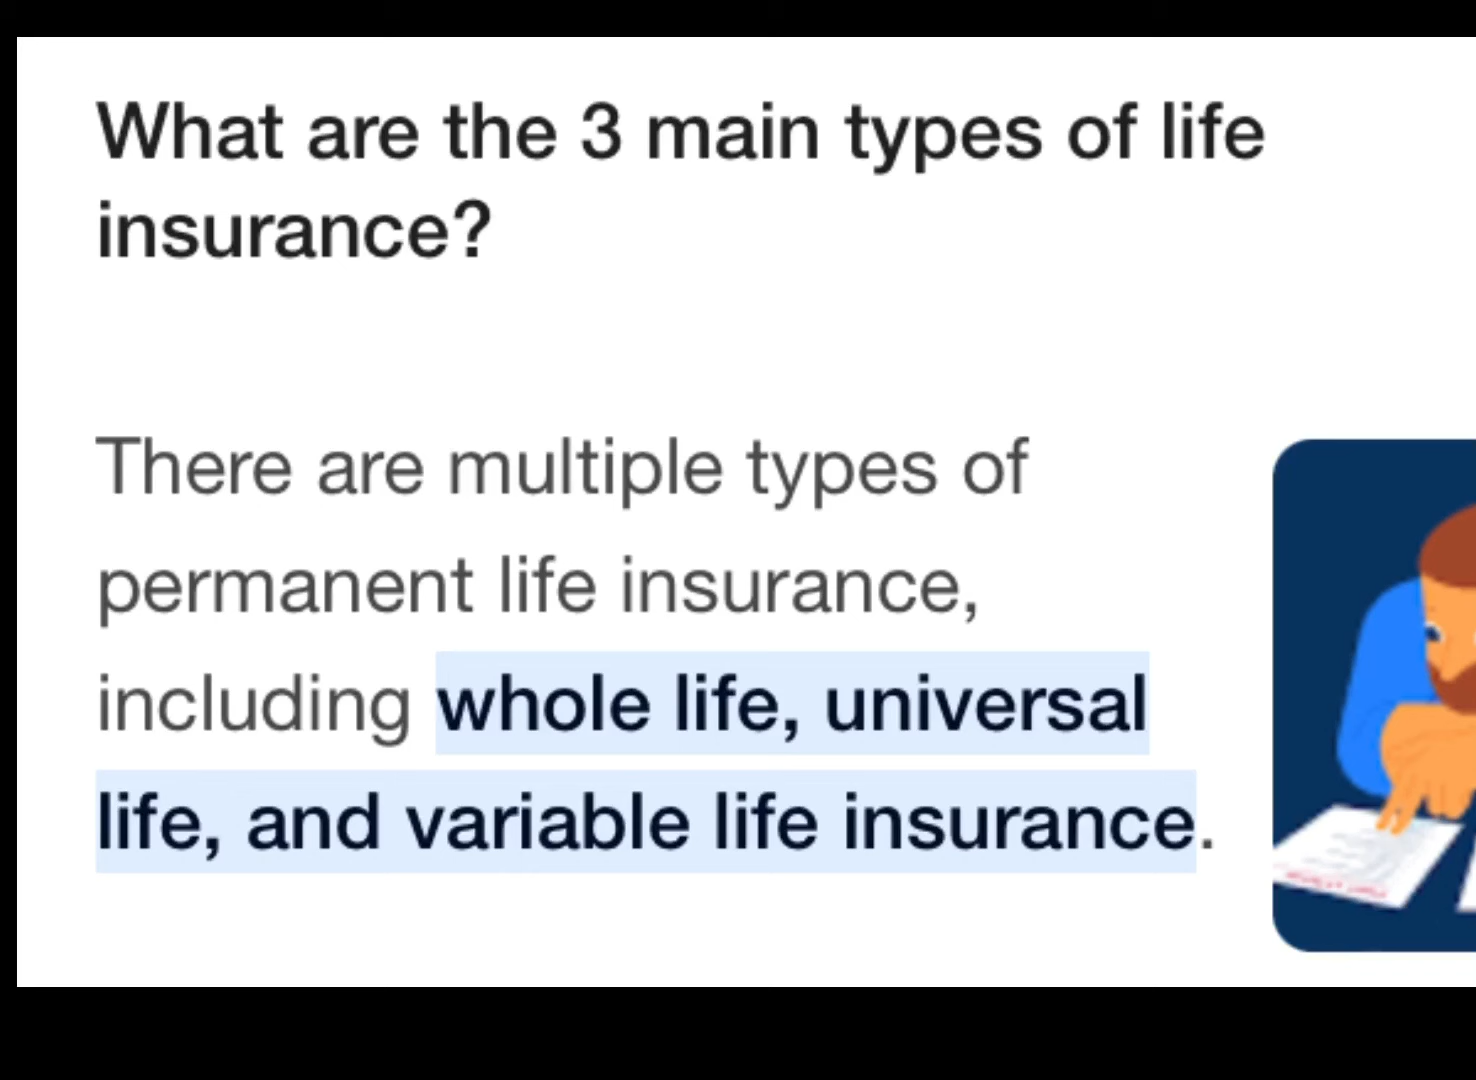 What are the 3 main types of life
insurance?
There are multiple types of
permanent life insurance,
including whole life, universal
life, and variable life insurance.